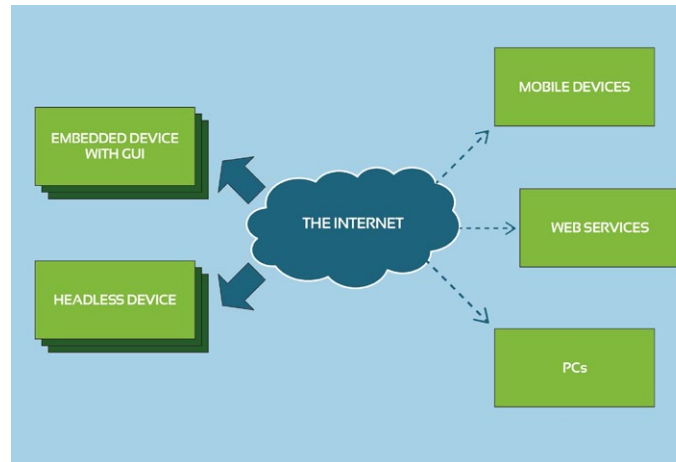 MOBILE DEVICES
EMBEDDED DEVICE
WITH GUI
THE INTERNET
WEB SERVICES
HEADLESS DEVICE
PCs